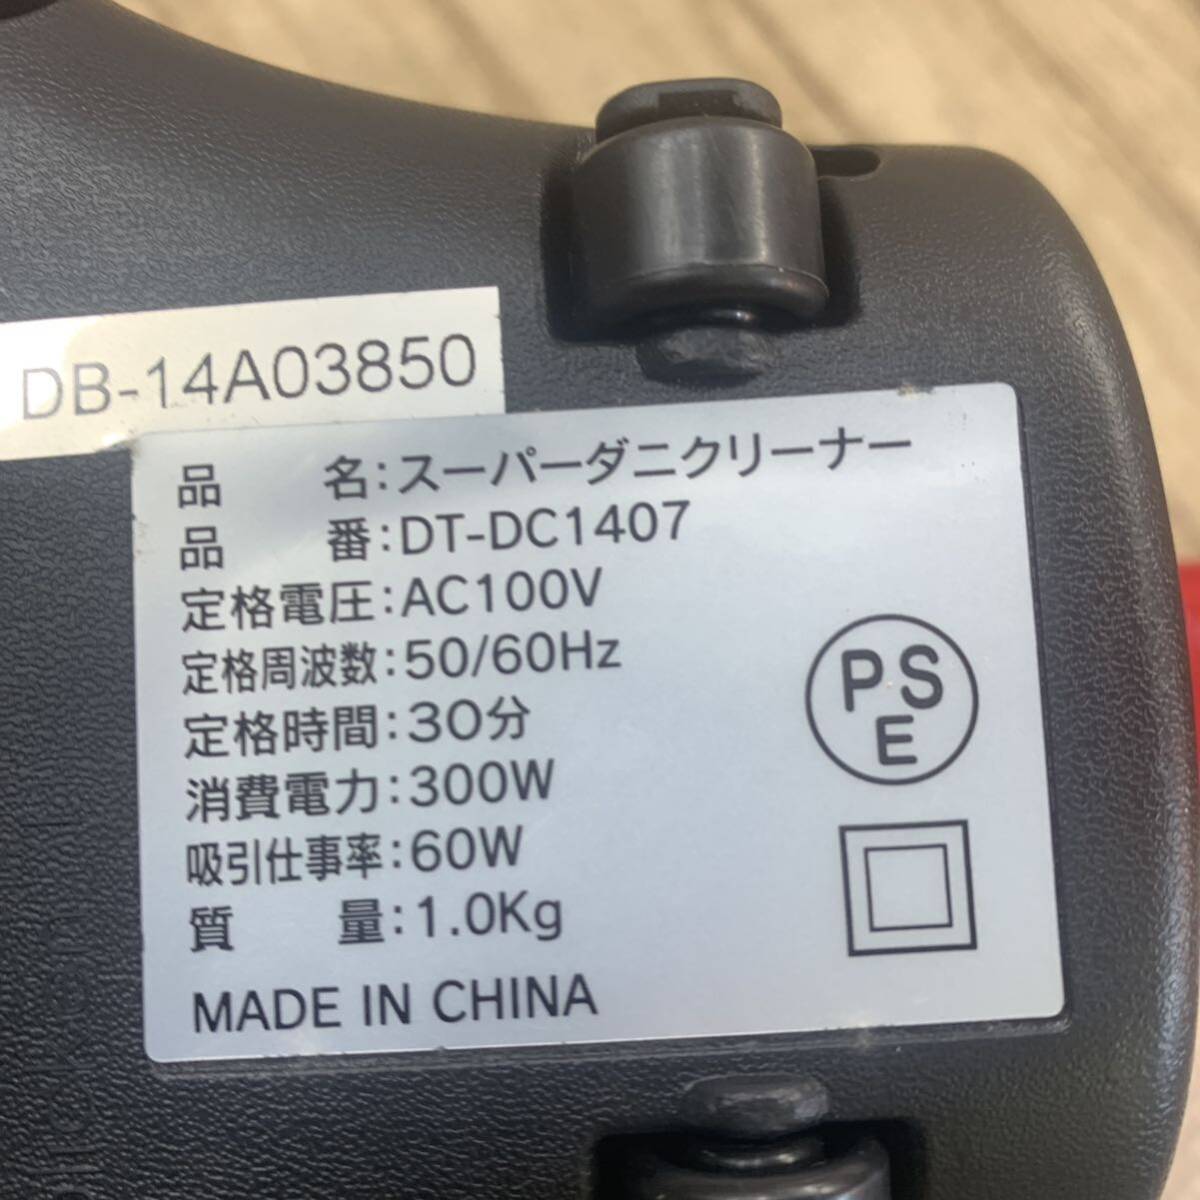 DB-14A03850
品 名:スーパーダニクリーナー
品 番:DT-DC1407
定格電圧:AC100V
定格周波数:50/60Hz
定格時間:30分
消費電力:300W
吸引仕事率:60W
質 量:1.0Kg
MADE IN CHINA
PS
E